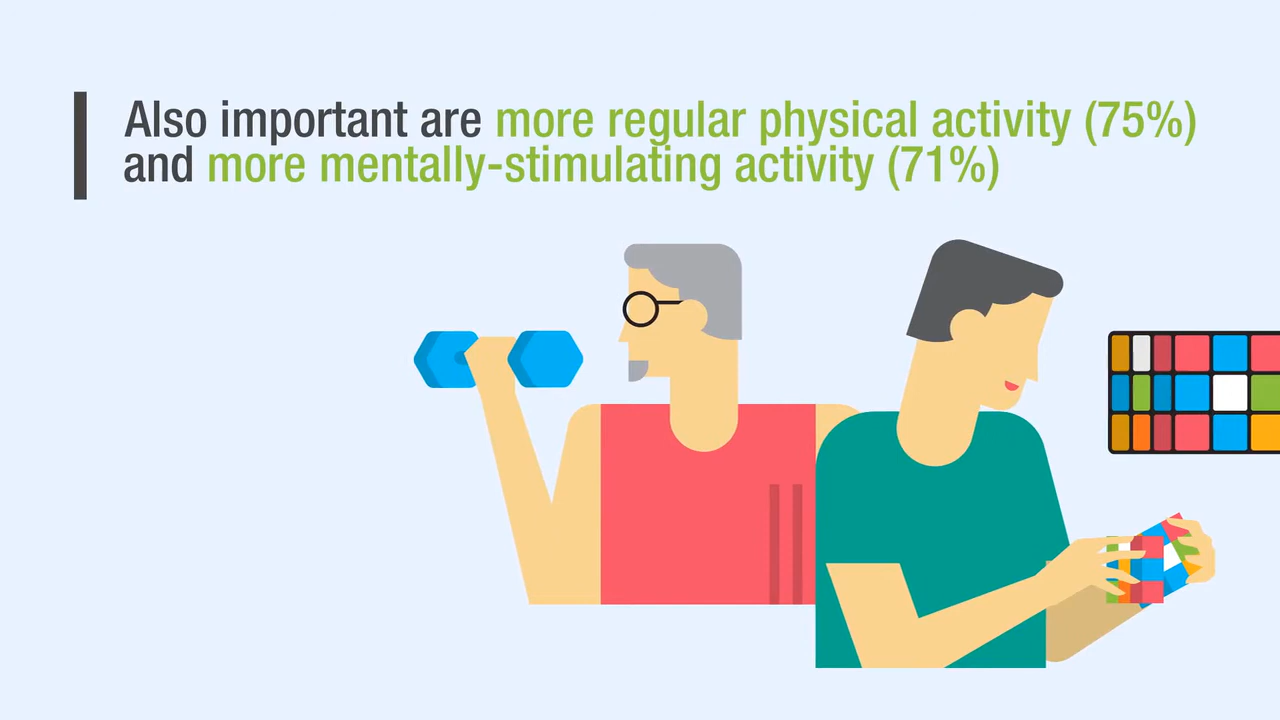 Also important are more regular physical activity (75%)
and more mentally-stimulating activity (71%)